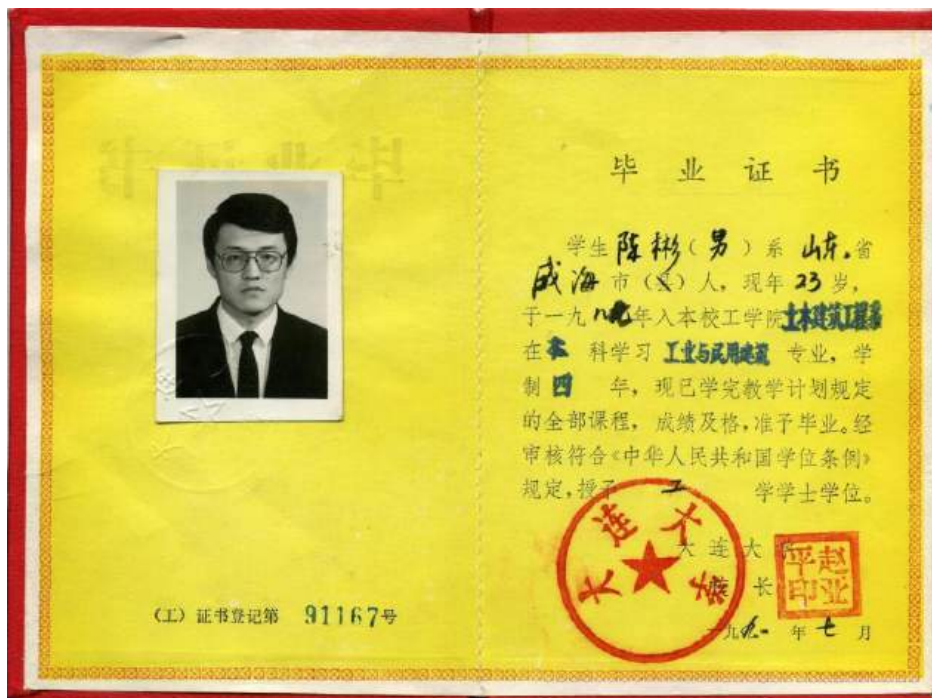 （工）证书登记第 91167号
毕业证书
学生陈彬（男）系 山东.省
威海市（县）人，现年23岁，
于一九八七年入本校工学院土木建筑工程系
在本 科学习 工业与民用建筑 专业，学
制 四 年，现已学完教学计划规定
的全部课程，成绩及格，准予毕业。经
审核符合《中华人民共和国学位条例》
规定，授予 工 学学士学位。
大连大学
校长
大连大学
一九九一年七月